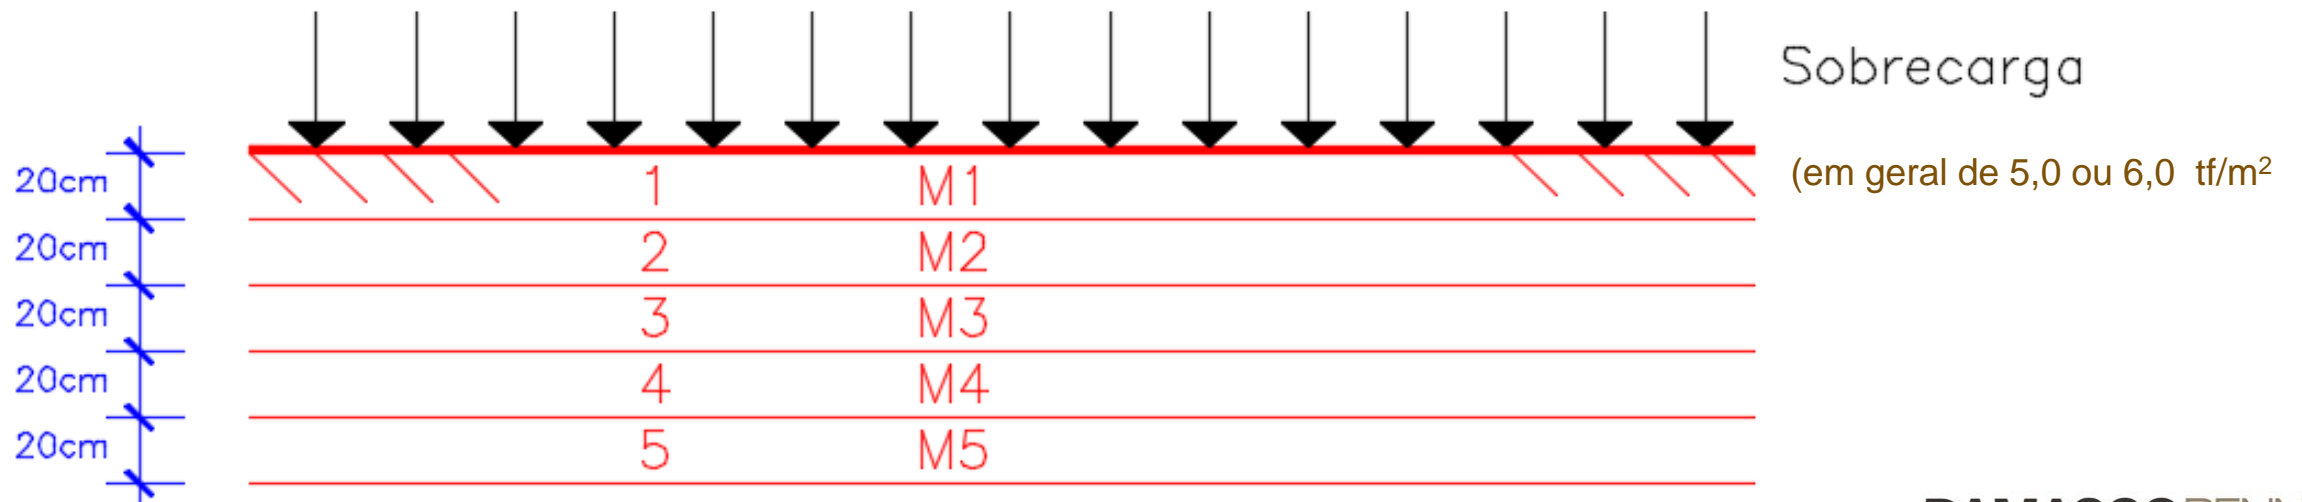 Sobrecarga
(em geral de 5,0 ou 6,0 tf/m²
20cm 1 M1
20cm 2 M2
20cm 3 M3
20cm 4 M4
20cm 5 M5